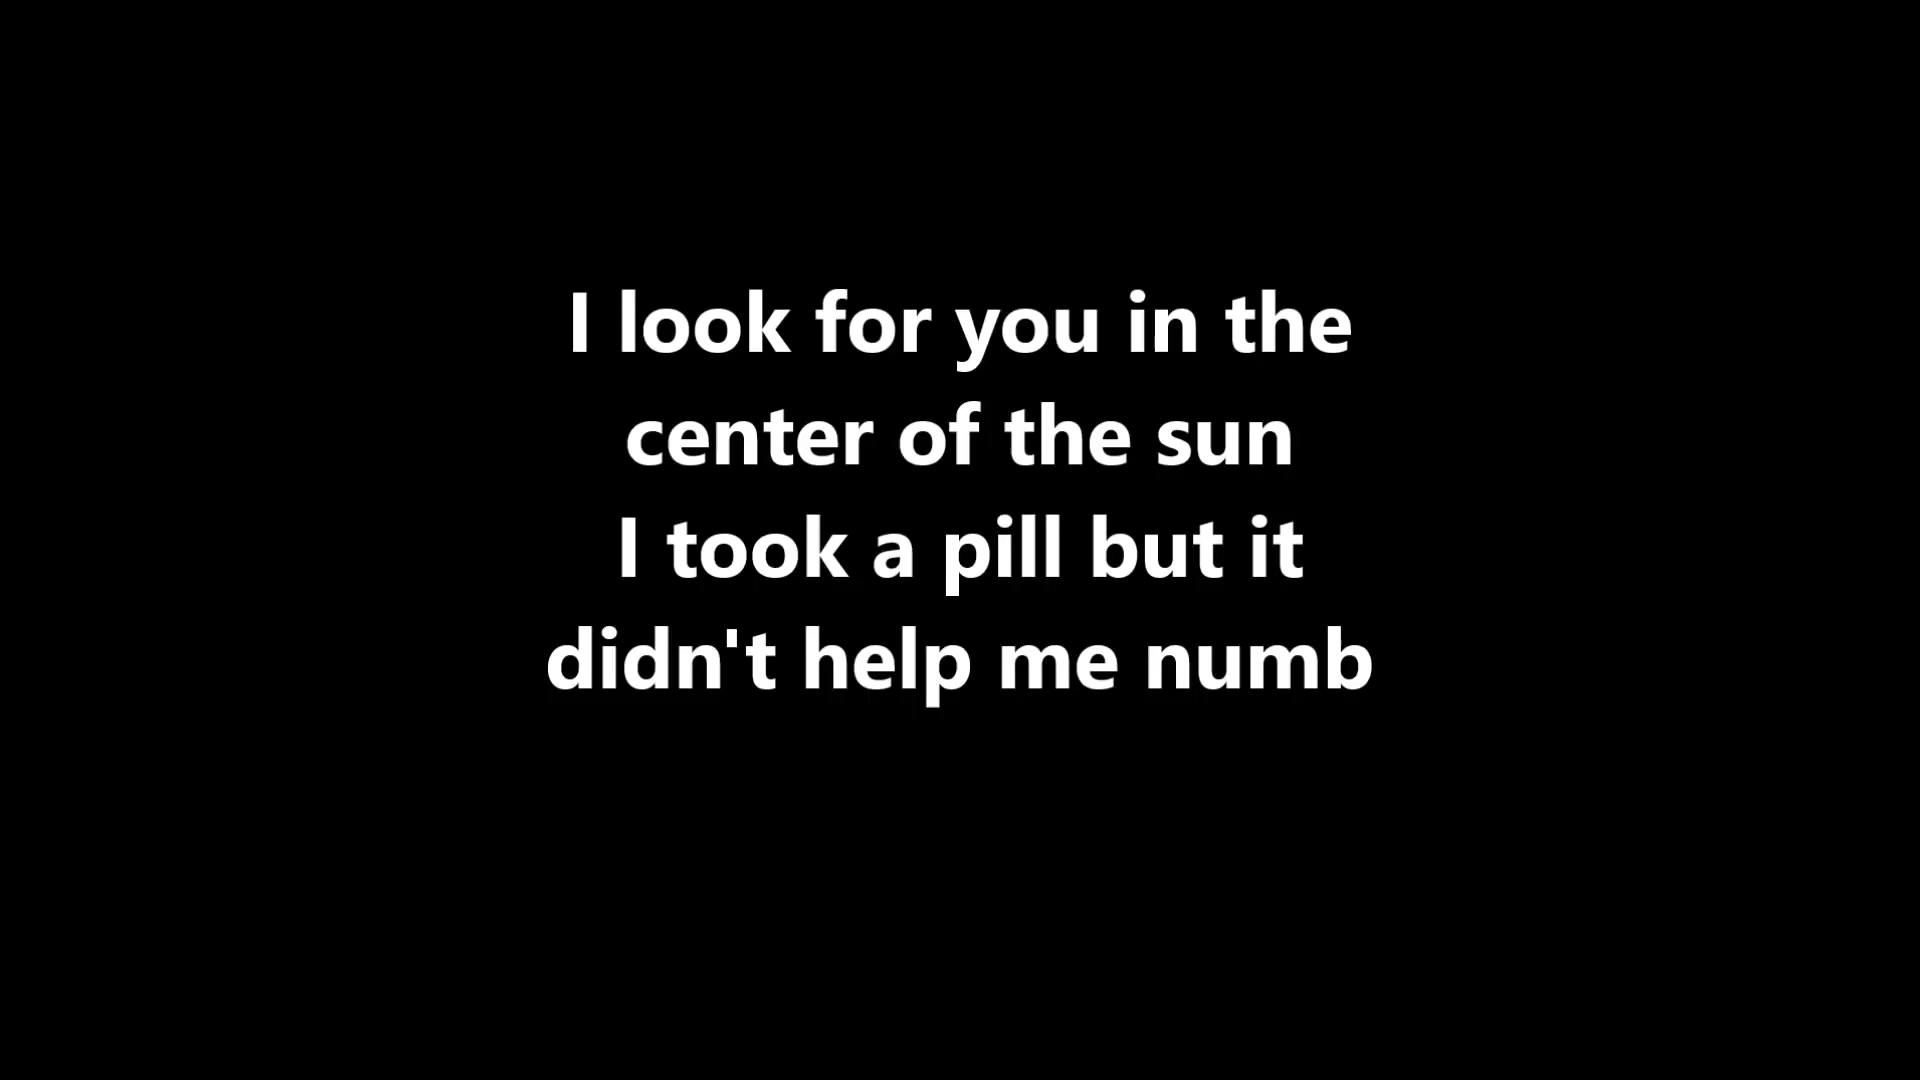 I look for you in the
center of the sun
I took a pill but it
didn't help me numb